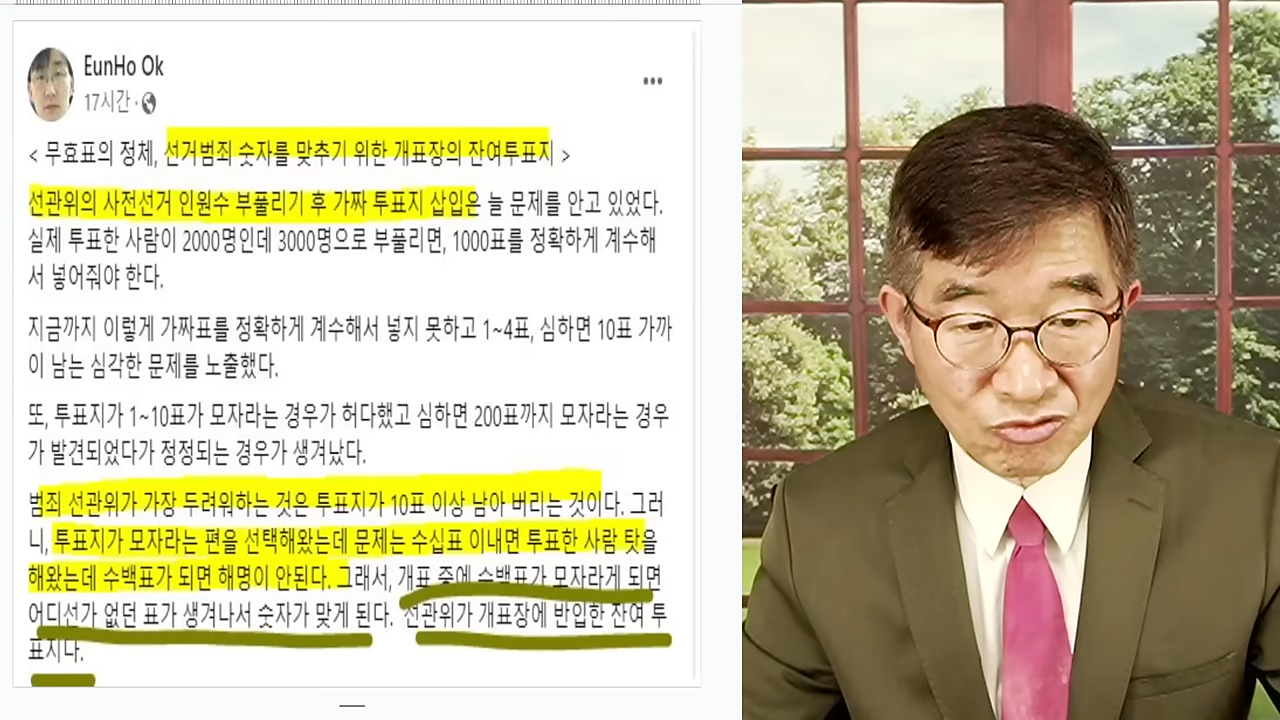 EunHo Ok
17시간 ·
< 무효표의 정체, 선거범죄 숫자를 맞추기 위한 개표장의 잔여투표지 >
선관위의 사전선거 인원수 부풀리기 후 가짜 투표지 삽입은 늘 문제를 안고 있었다.
실제 투표한 사람이 2000명인데 3000명으로 부풀리면, 1000표를 정확하게 계수해
서 넣어줘야 한다.
지금까지 이렇게 가짜표를 정확하게 계수해서 넣지 못하고 1~4표, 심하면 10표 가까
이 남는 심각한 문제를 노출했다.
또, 투표지가 1~10표가 모자라는 경우가 허다했고 심하면 200표까지 모자라는 경우
가 발견되었다가 정정되는 경우가 생겨났다.
범죄 선관위가 가장 두려워하는 것은 투표지가 10표 이상 남아 버리는 것이다. 그러
니, 투표지가 모자라는 편을 선택해왔는데 문제는 수십표 이내면 투표한 사람 탓을
해왔는데 수백표가 되면 해명이 안된다. 그래서, 개표 중에 수백표가 모자라게 되면
어디선가 없던 표가 생겨나서 숫자가 맞게 된다. 선관위가 개표장에 반입한 잔여 투
표지다.